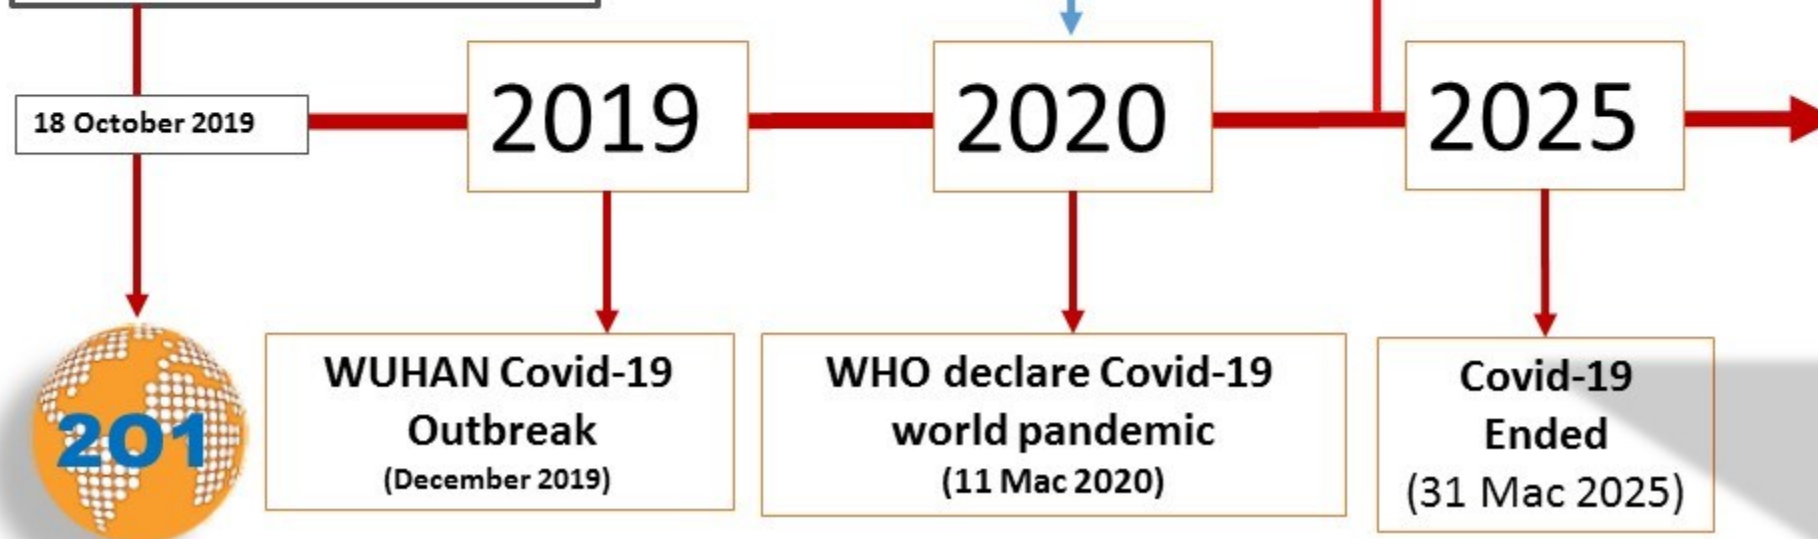 18 October 2019
2019
2020
2025
201
WUHAN Covid-19
Outbreak
(December 2019)
WHO declare Covid-19
world pandemic
(11 Mac 2020)
Covid-19
Ended
(31 Mac 2025)